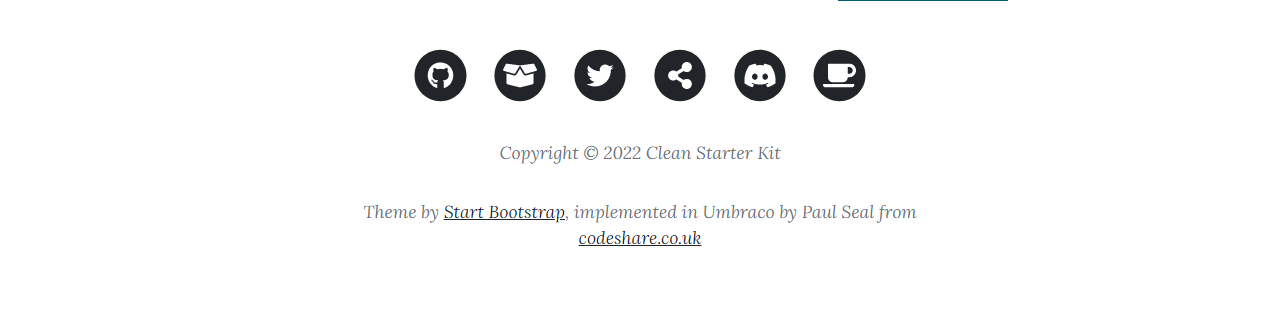 Copyright © 2022 Clean Starter Kit
Theme by Start Bootstrap, implemented in Umbraco by Paul Seal from
codeshare.co.uk